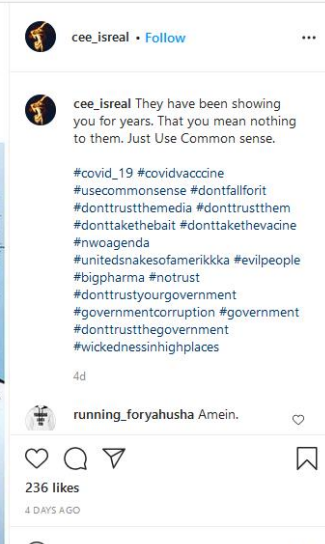 cee_isreal • Follow
cee_isreal They have been showing
you for years. That you mean nothing
to them. Just Use Common sense.
#covid_19 #covidvacccine
#usecommonsense #dontfallforit
#donttrustthemedia #donttrustthem
#donttakethebait #donttakethevacine
#nwoagenda
#unitedsnakesofamerikkka #evilpeople
#bigpharma #notrust
#donttrustyourgovernment
#governmentcorruption #government
#donttrustthegovernment
#wickednessinhighplaces
4d
running_foryahusha Amein.
236 likes
4 DAYS AGO